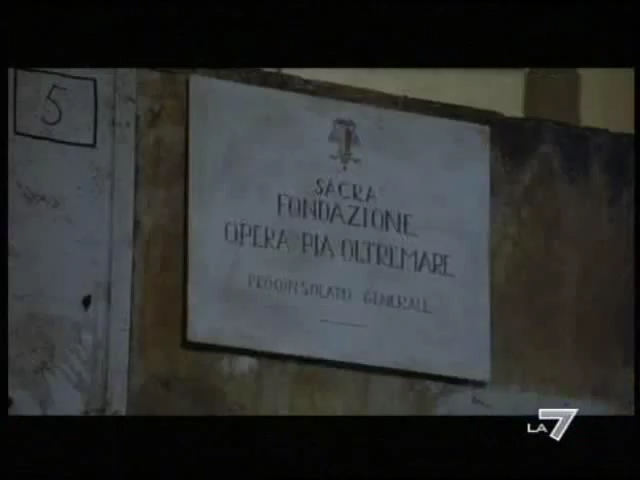 5
SACRA
FONDAZIONE
OPERA PIA OLTREMARE
PROCONSOLATO GENERALE
LA7